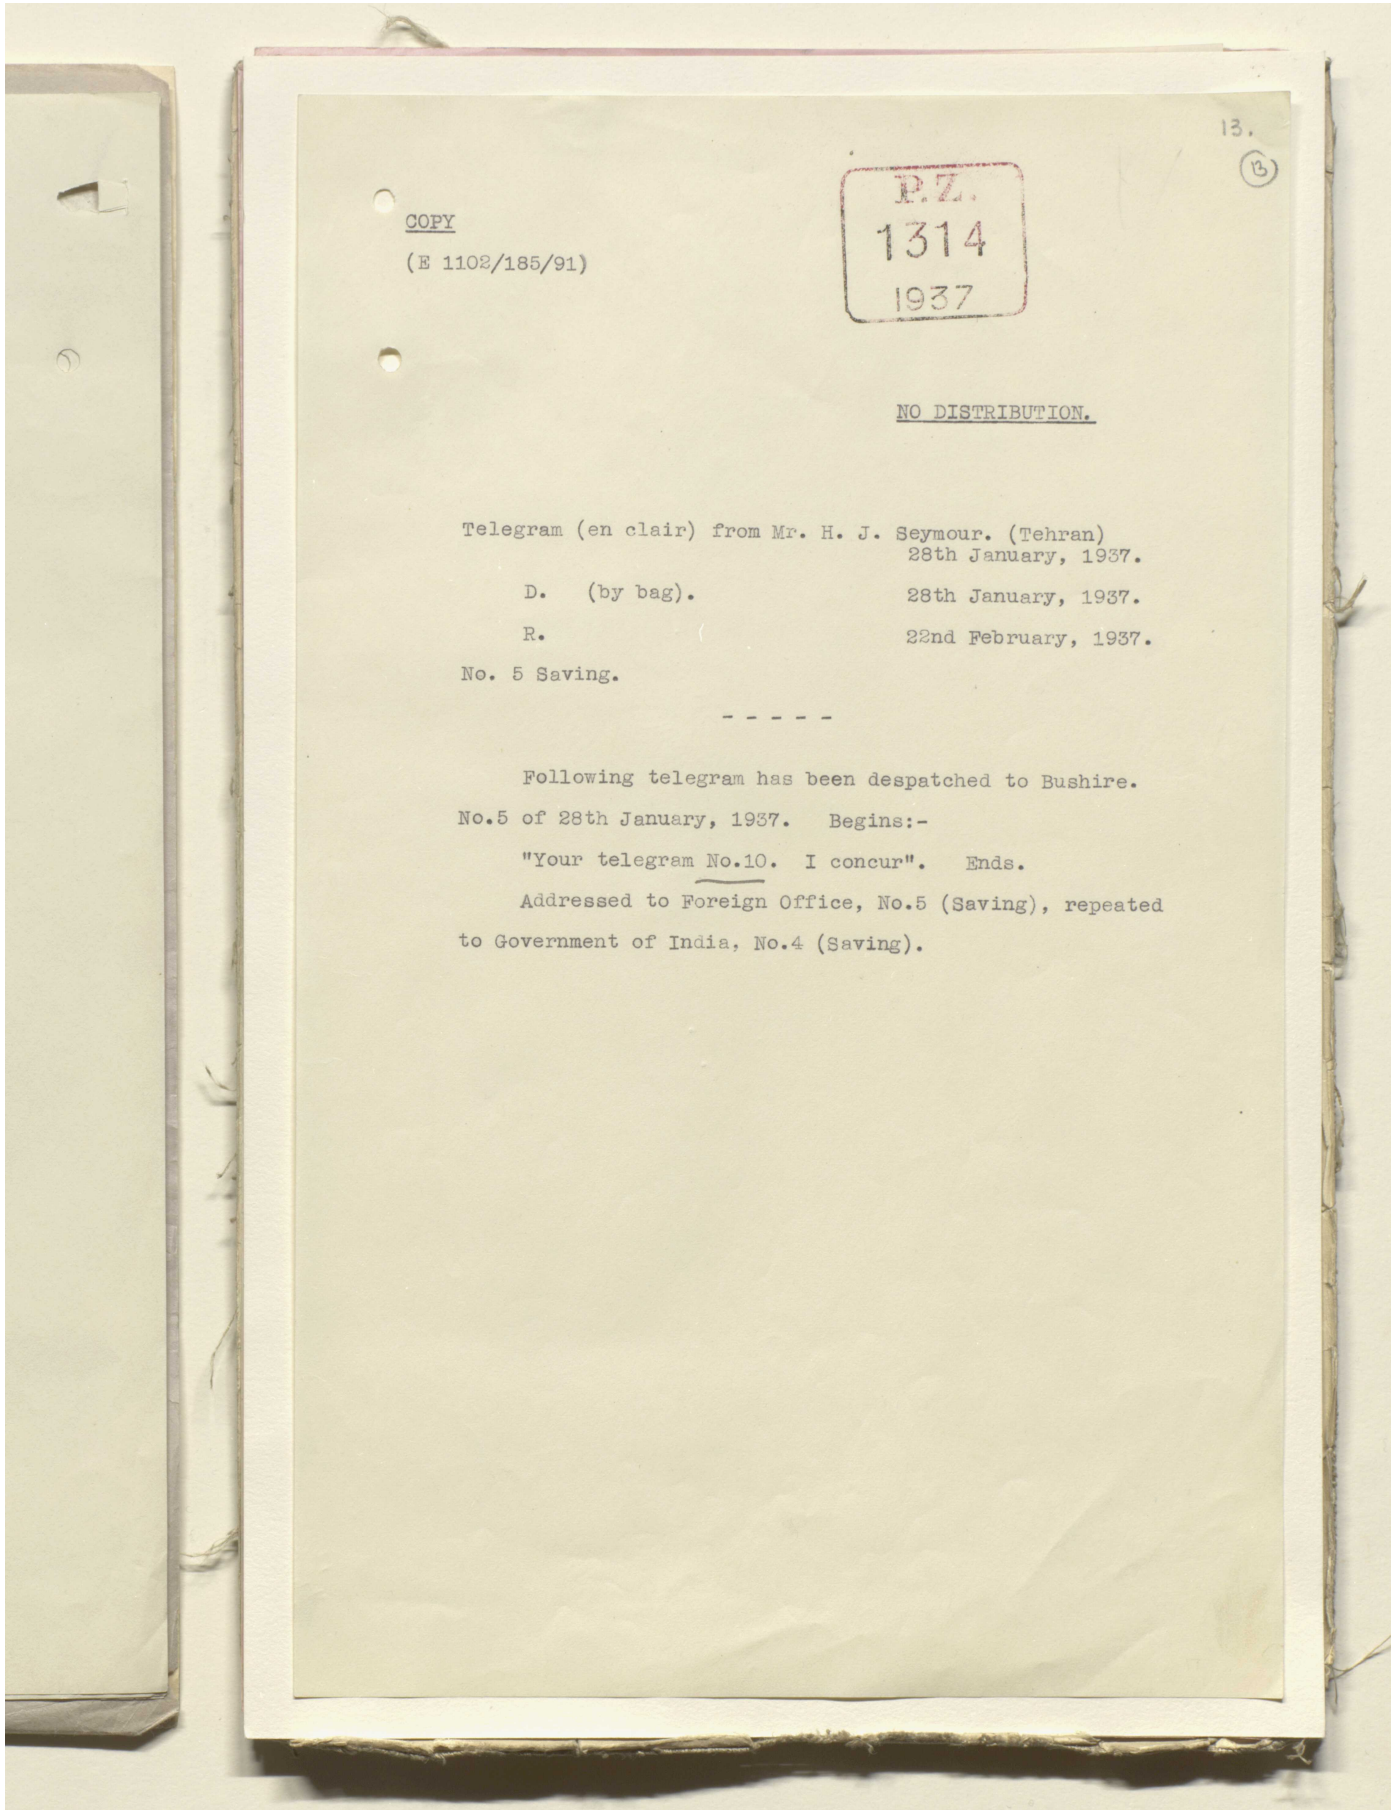 13.
13
P.Z.
1314
1937
COPY
(E 1102/185/91)
NO DISTRIBUTION.
Telegram (en clair) from Mr. H. J. Seymour. (Tehran)
28th January, 1937.
D. (by bag). 28th January, 1937.
R. 22nd February, 1937.
No. 5 Saving.
- - - - -
Following telegram has been despatched to Bushire.
No.5 of 28th January, 1937. Begins:-
"Your telegram No.10. I concur". Ends.
Addressed to Foreign Office, No.5 (Saving), repeated
to Government of India, No.4 (Saving).